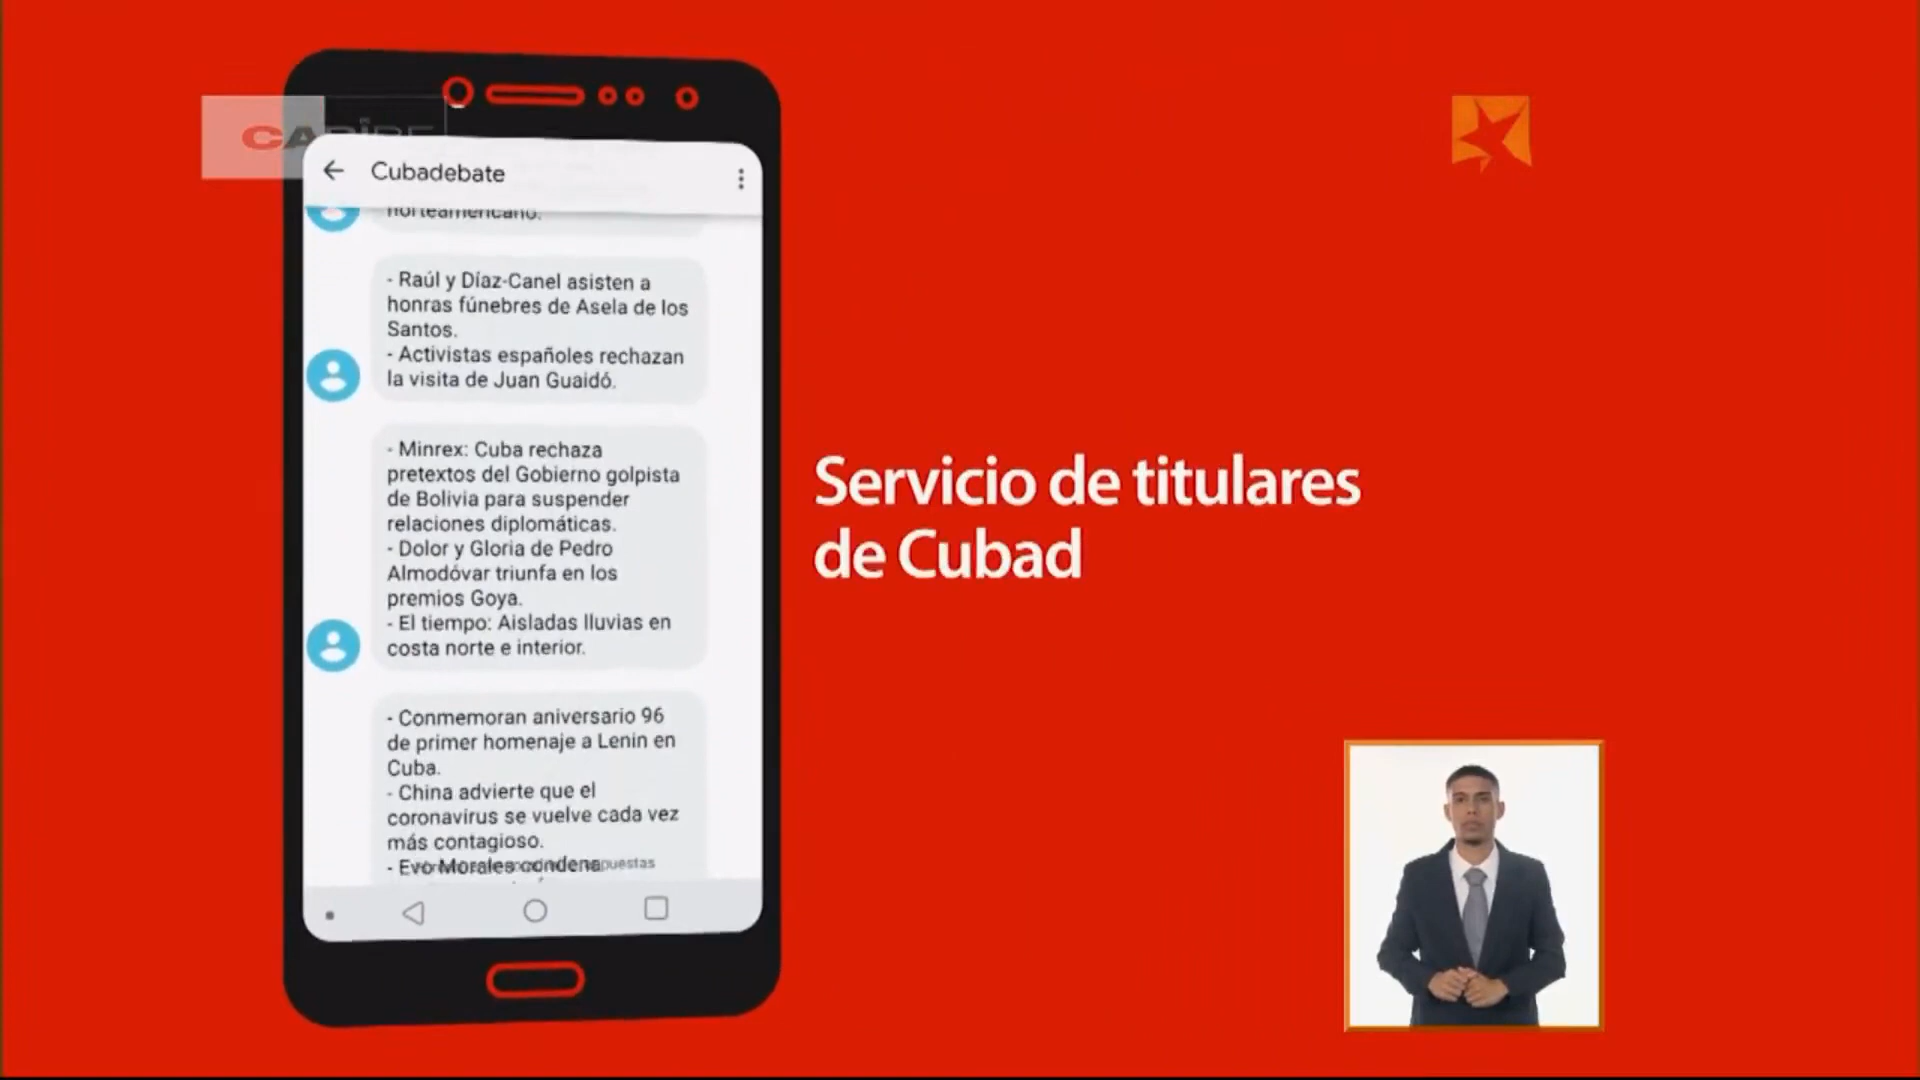 CARIBE
Cubadebate
norteamericano.
- Raúl y Díaz-Canel asisten a
honras fúnebres de Asela de los
Santos.
- Activistas españoles rechazan
la visita de Juan Guaidó.
- Minrex: Cuba rechaza
pretextos del Gobierno golpista
de Bolivia para suspender
relaciones diplomáticas.
- Dolor y Gloria de Pedro
Almodóvar triunfa en los
premios Goya.
- El tiempo: Aisladas lluvias en
costa norte e interior.
- Conmemoran aniversario 96
de primer homenaje a Lenin en
Cuba.
- China advierte que el
coronavirus se vuelve cada vez
más contagioso.
- Evo Morales condena
Servicio de titulares
de Cubad